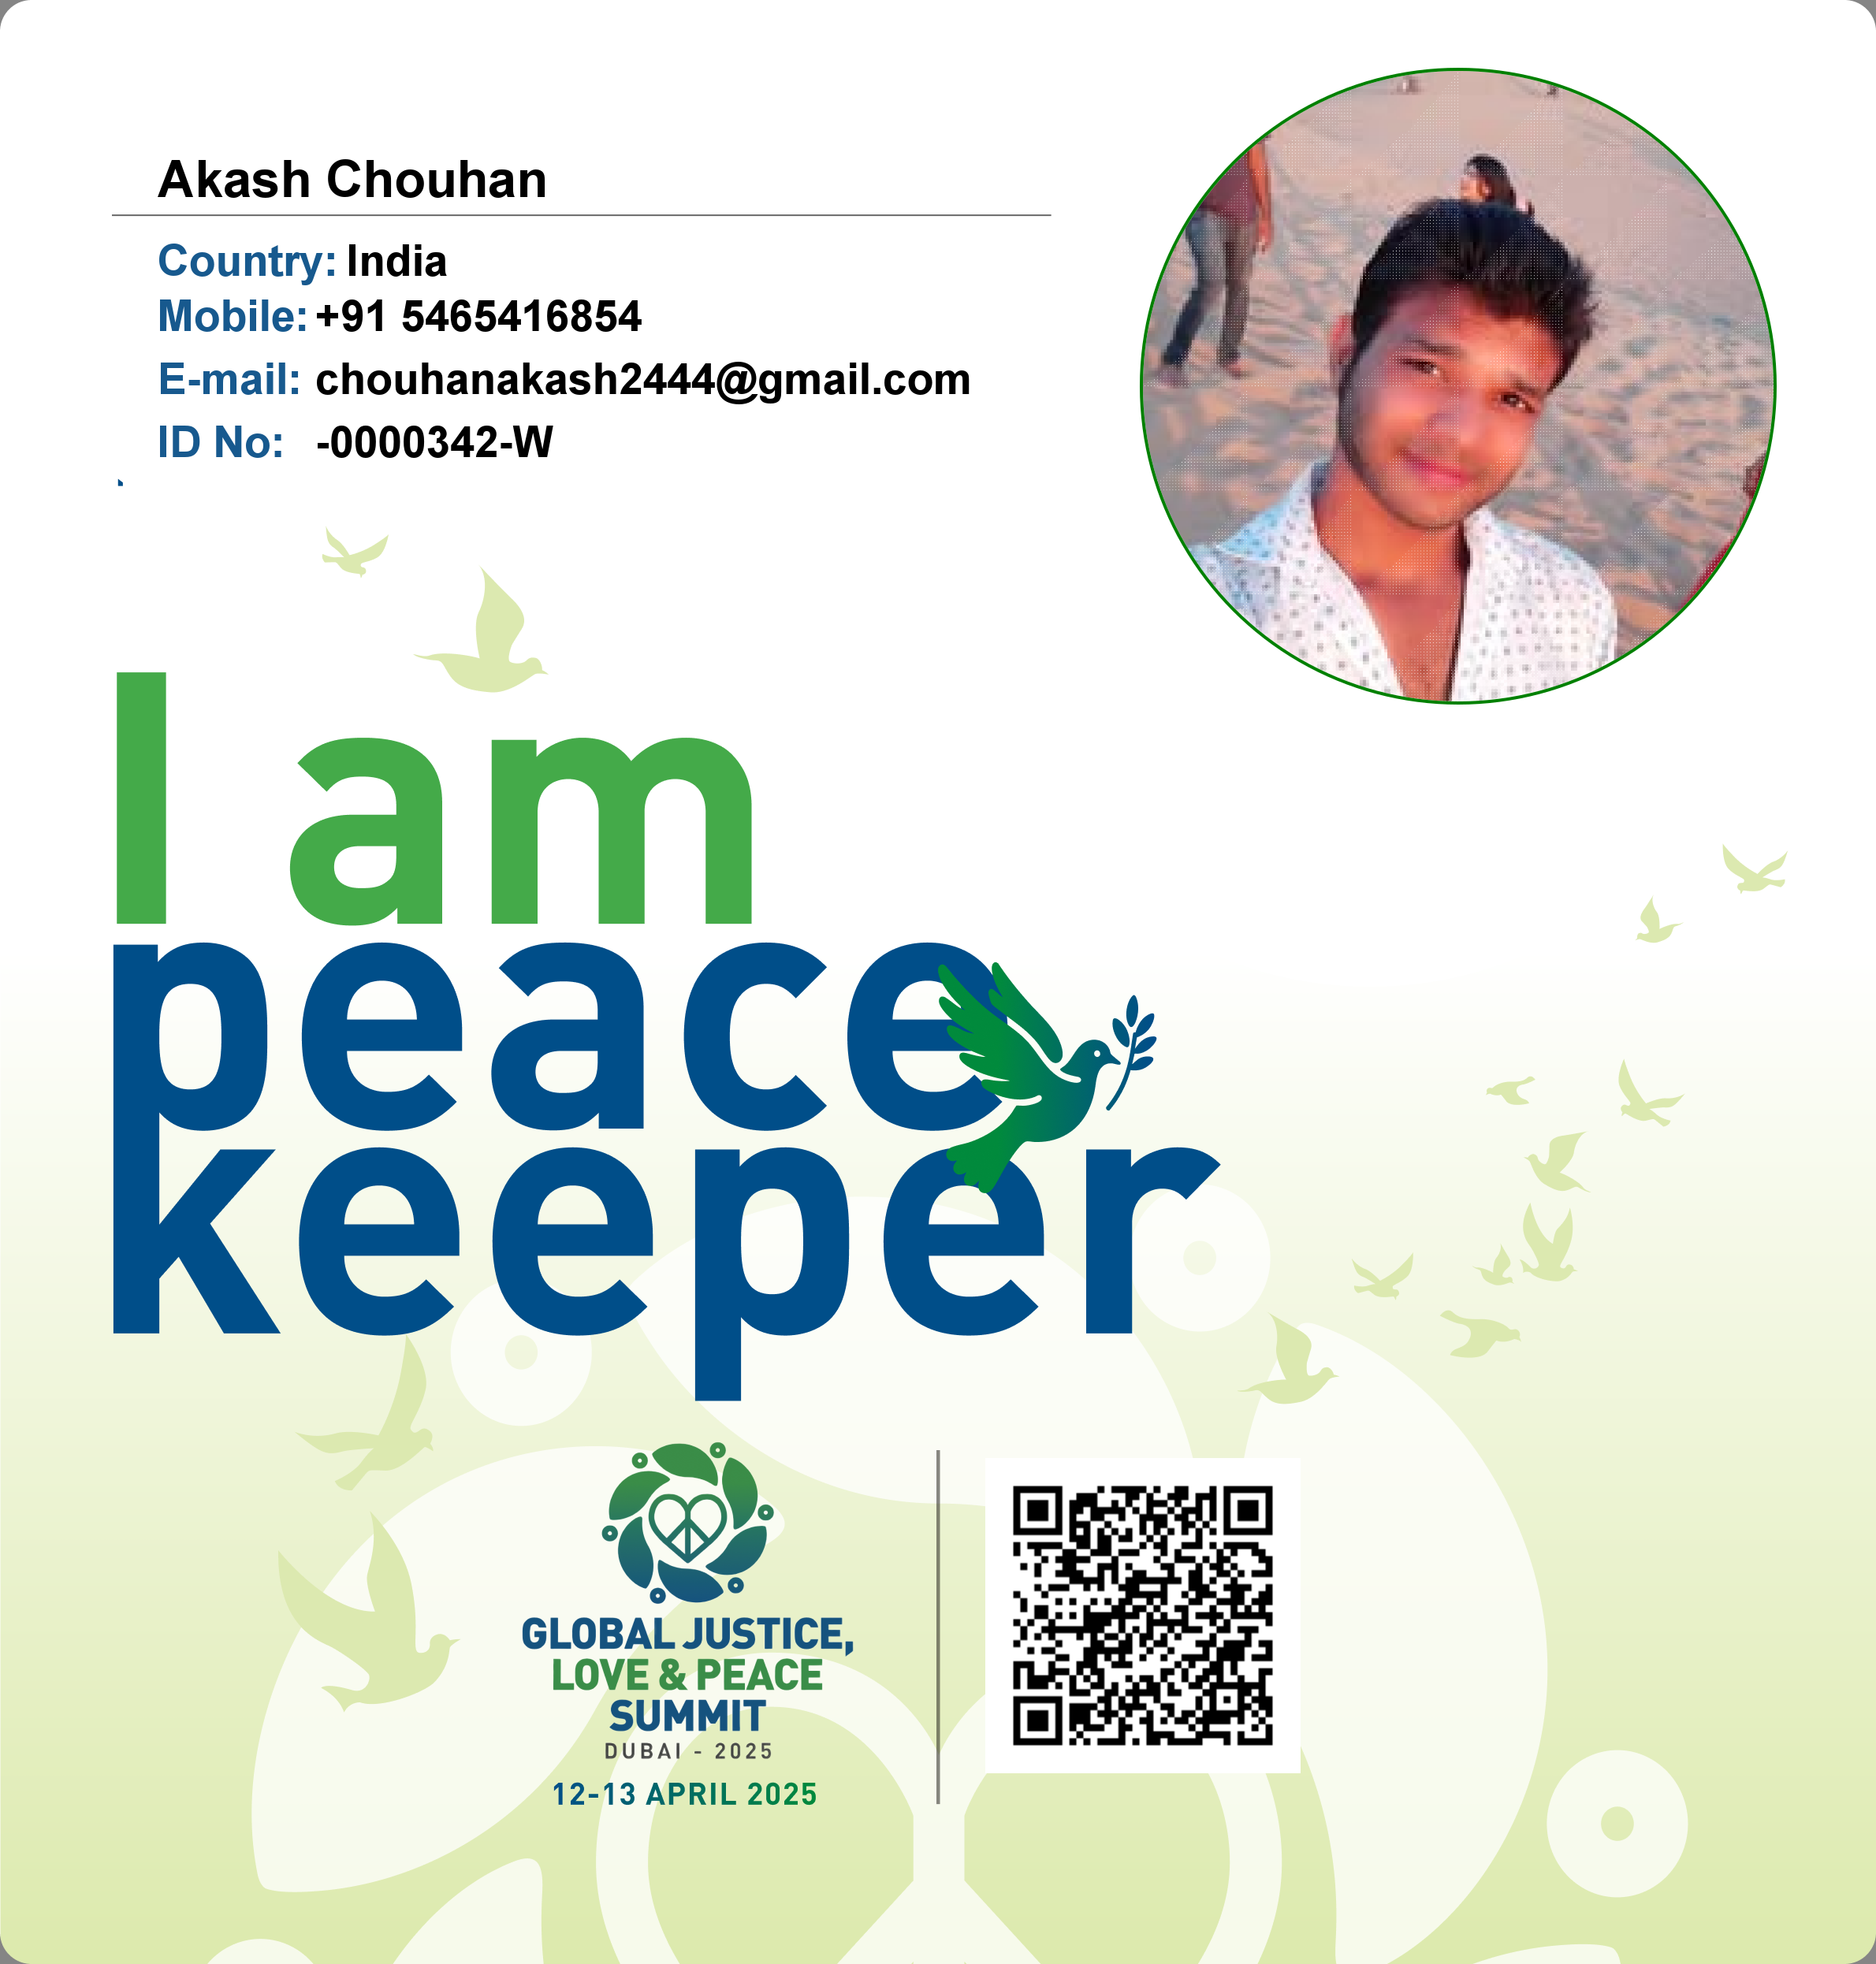 Akash Chouhan
Country: India
Mobile: +91 5465416854
E-mail: chouhanakash2444@gmail.com
ID No: -0000342-W
I am
peace
keeper
GLOBAL JUSTICE,
LOVE & PEACE
SUMMIT
DUBAI - 2025
12-13 APRIL 2025